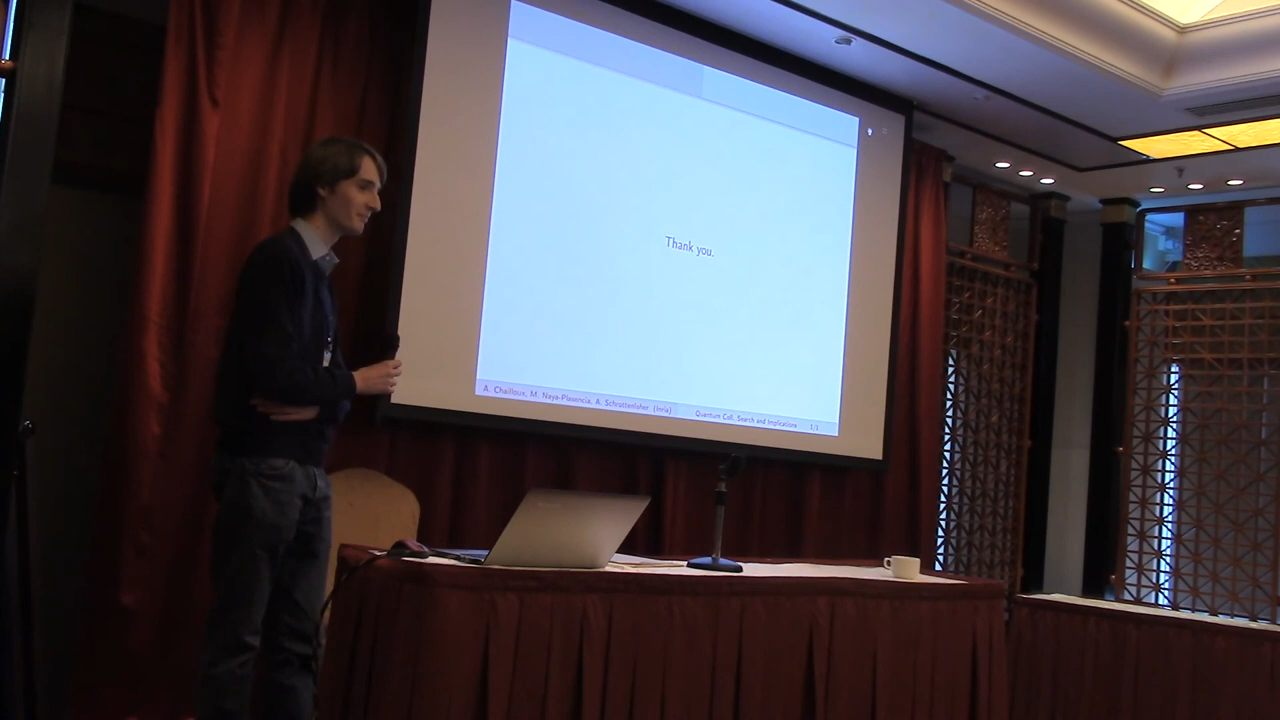 Thank you.
A. Chailloux, M. Naya-Plasencia, A. Schrottenloher (Inria)
Quantum Coll. Search and Implications
1/1